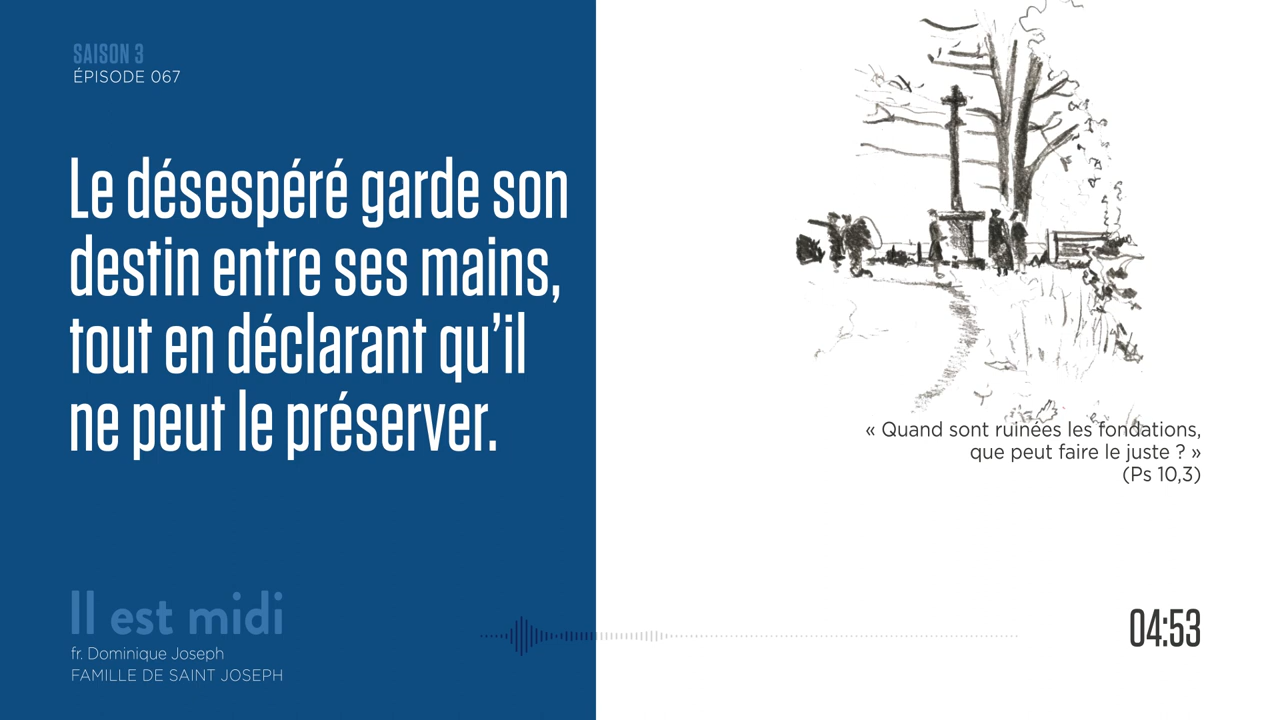 SAISON 3
ÉPISODE 067
Le désespéré garde son
destin entre ses mains,
tout en déclarant qu’il
ne peut le préserver.
« Quand sont ruinées les fondations,
que peut faire le juste ? »
(Ps 10,3)
Il est midi
fr. Dominique Joseph
FAMILLE DE SAINT JOSEPH
04:53